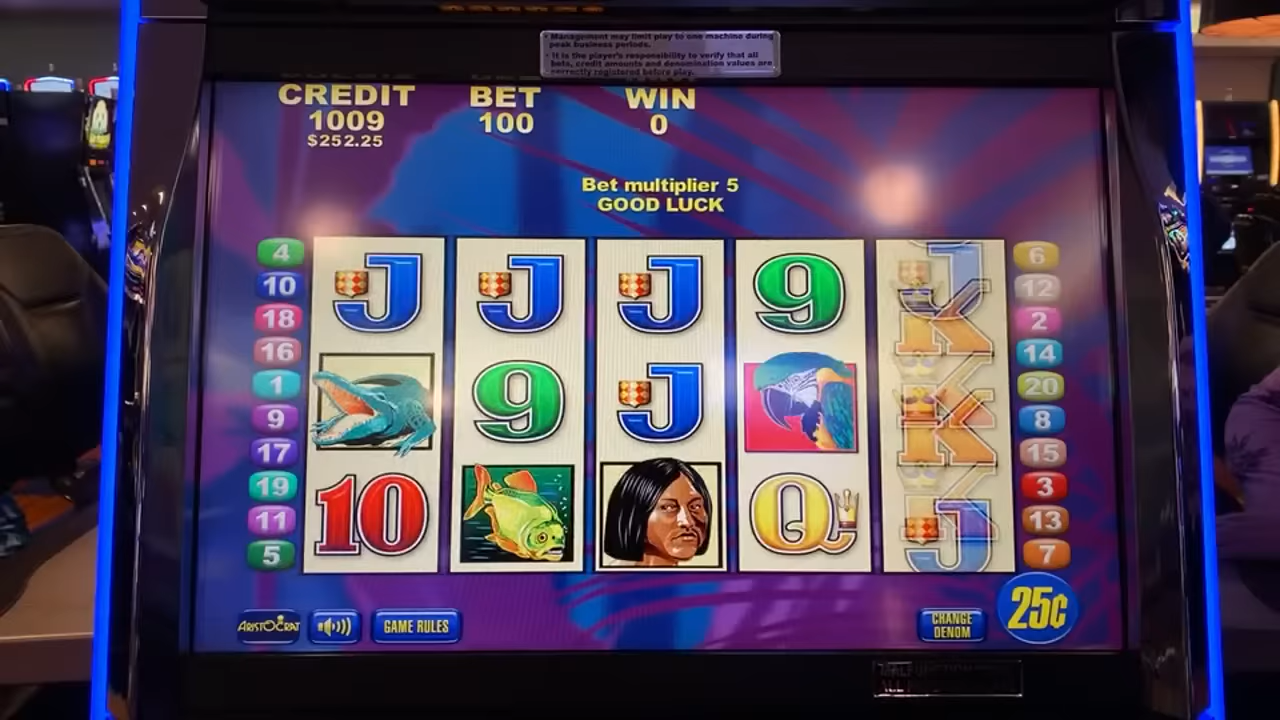 • Management may limit play to one machine during
peak business periods.
• It is the player's responsibility to verify that all
bets, credit amounts and denomination values are
correctly registered before play.
CREDIT BET WIN
1009 100 0
$252.25
Bet multiplier 5
GOOD LUCK
4 J J J 9 J 6
10 12
18 K 2
16 14
1 9 J 20
9 K 8
17 15
19 10 Q 3
11 J 13
5 7
ARISTOCRAT GAME RULES CHANGE
DENOM 25¢